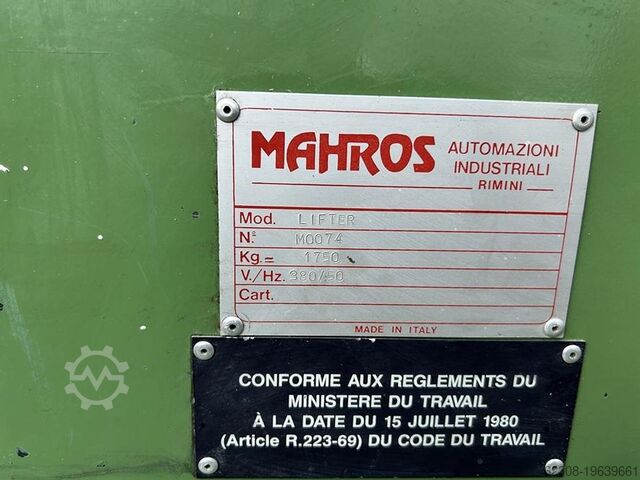 MAHROS AUTOMAZIONI
INDUSTRIALI
RIMINI
Mod. LIFTER
Nº M0074
Kg.= 1750
V./Hz. 380/50
Cart.
MADE IN ITALY
CONFORME AUX REGLEMENTS DU
MINISTERE DU TRAVAIL
À LA DATE DU 15 JUILLET 1980
(Article R.223-69) DU CODE DU TRAVAIL